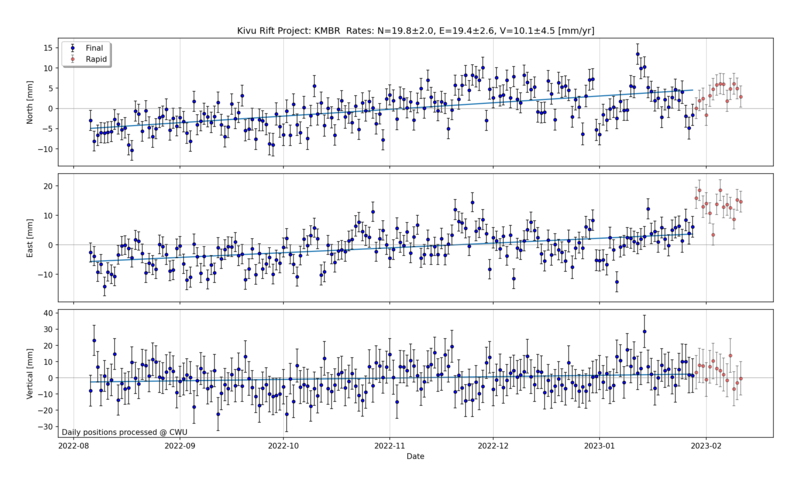 Kivu Rift Project: KMBR Rates: N=19.8±2.0, E=19.4±2.6, V=10.1±4.5 [mm/yr]
Final
Rapid
North [mm]
15
10
5
0
−5
−10
East [mm]
20
10
0
−10
Vertical [mm]
40
30
20
10
0
−10
−20
−30
Daily positions processed @ CWU
2022-08 2022-09 2022-10 2022-11 2022-12 2023-01 2023-02
Date